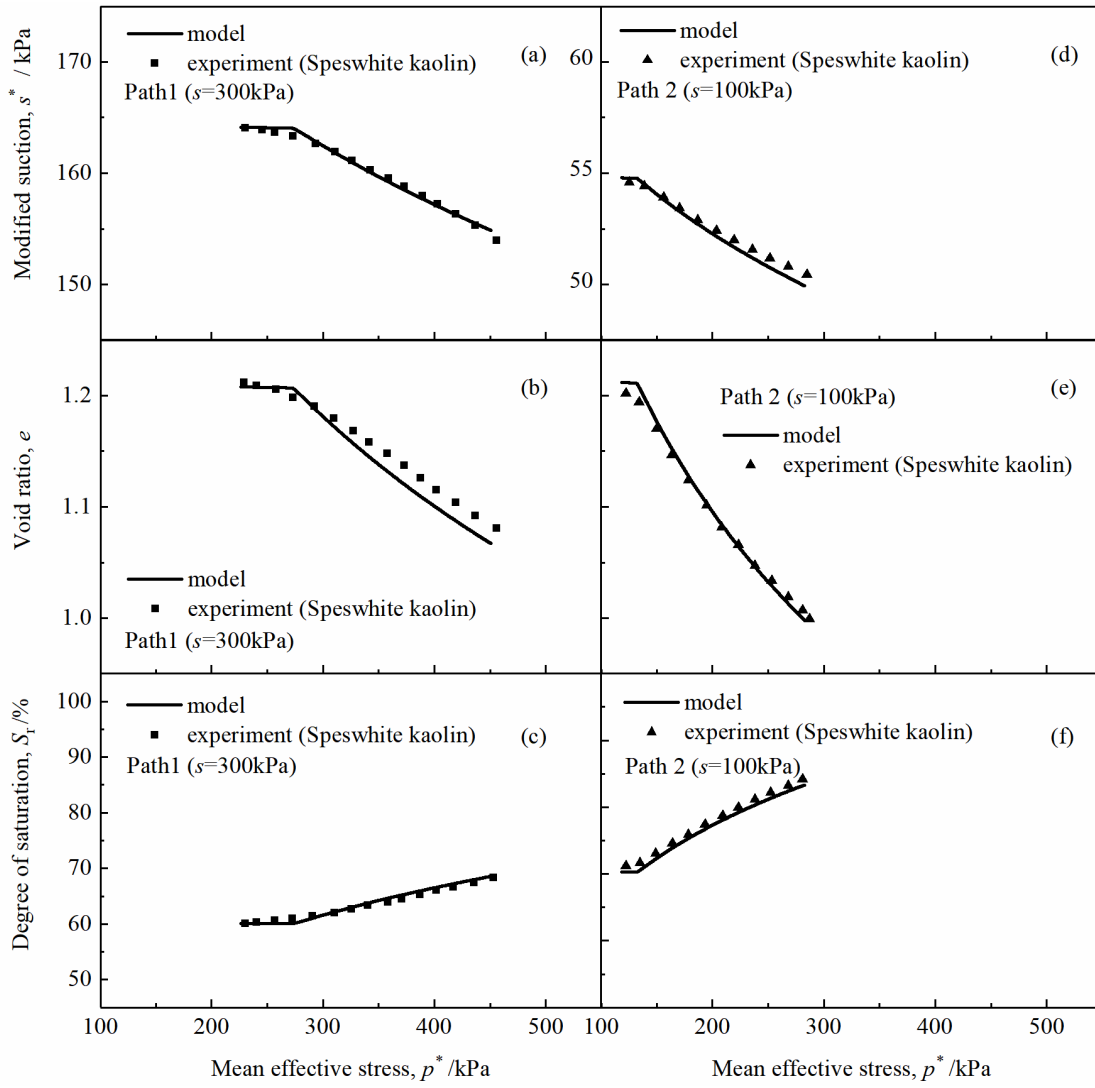 model
experiment (Speswhite kaolin)
(a)
Path1 (s=300kPa)
170
160
150
Modified suction, s* / kPa
model
experiment (Speswhite kaolin)
(d)
Path 2 (s=100kPa)
60
55
50
(b)
1.2
1.1
1.0
Void ratio, e
model
experiment (Speswhite kaolin)
Path1 (s=300kPa)
(e)
Path 2 (s=100kPa)
model
experiment (Speswhite kaolin)
model
experiment (Speswhite kaolin)
(c)
Path1 (s=300kPa)
100
90
80
70
60
50
Degree of saturation, Sr /%
100
200
300
400
500
Mean effective stress, p* /kPa
model
experiment (Speswhite kaolin)
(f)
Path 2 (s=100kPa)
100
200
300
400
500
Mean effective stress, p* /kPa